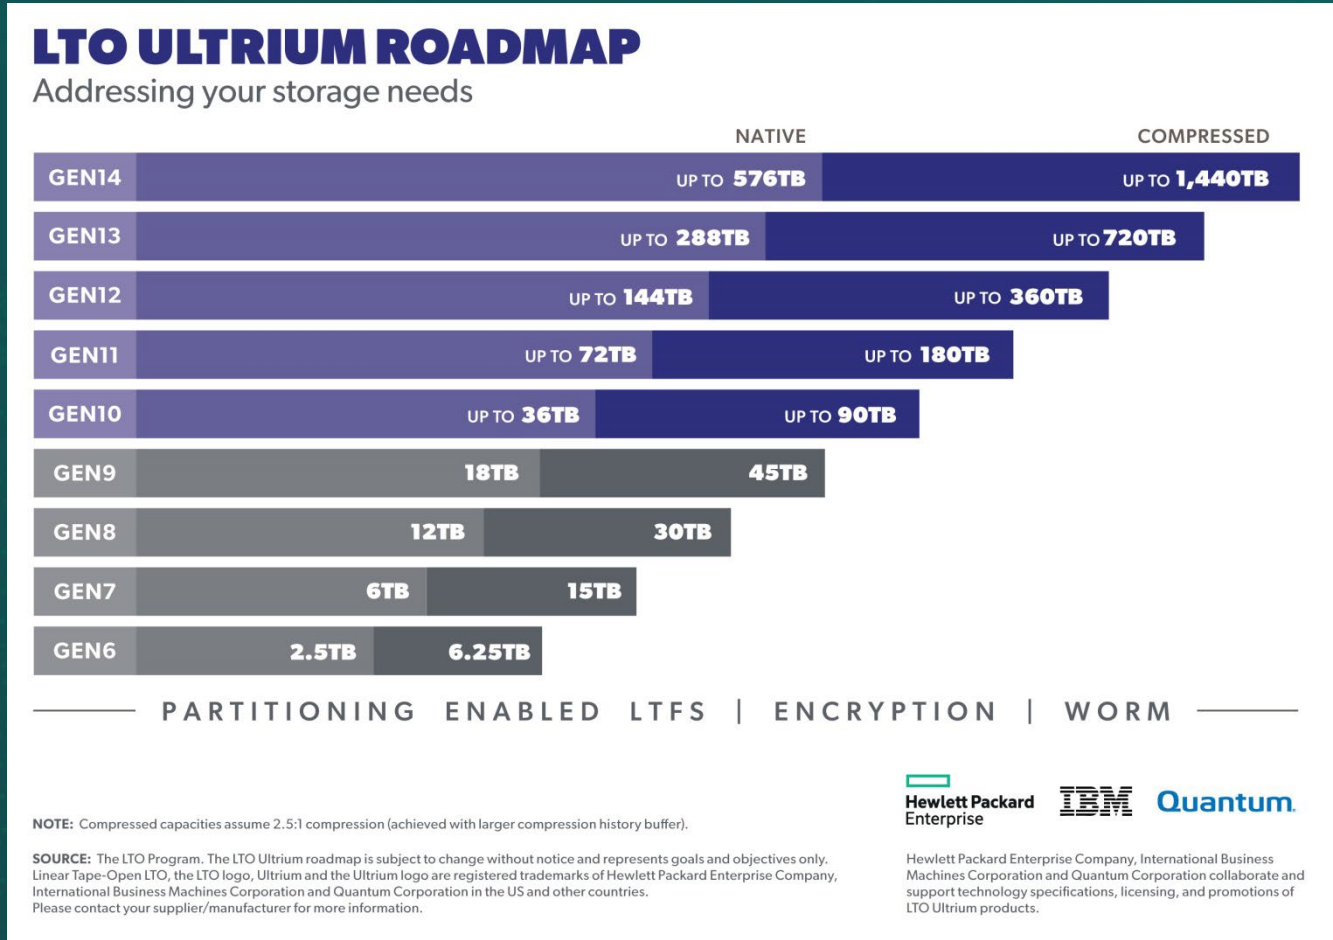 LTO ULTRIUM ROADMAP
Addressing your storage needs
NATIVE COMPRESSED
GEN14 UP TO 576TB UP TO 1,440TB
GEN13 UP TO 288TB UP TO 720TB
GEN12 UP TO 144TB UP TO 360TB
GEN11 UP TO 72TB UP TO 180TB
GEN10 UP TO 36TB UP TO 90TB
GEN9 18TB 45TB
GEN8 12TB 30TB
GEN7 6TB 15TB
GEN6 2.5TB 6.25TB
PARTITIONING ENABLED LTFS | ENCRYPTION | WORM
NOTE: Compressed capacities assume 2.5:1 compression (achieved with larger compression history buffer).
SOURCE: The LTO Program. The LTO Ultrium roadmap is subject to change without notice and represents goals and objectives only.
Linear Tape-Open LTO, the LTO logo, Ultrium and the Ultrium logo are registered trademarks of Hewlett Packard Enterprise Company,
International Business Machines Corporation and Quantum Corporation in the US and other countries.
Please contact your supplier/manufacturer for more information.
Hewlett Packard
Enterprise
IBM
Quantum.
Hewlett Packard Enterprise Company, International Business
Machines Corporation and Quantum Corporation collaborate and
support technology specifications, licensing, and promotions of
LTO Ultrium products.